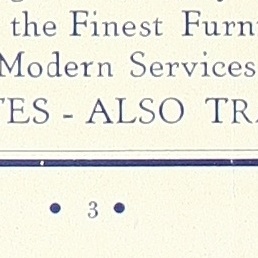 the Finest Furn
Modern Services
TES - ALSO TRA
• 3 •